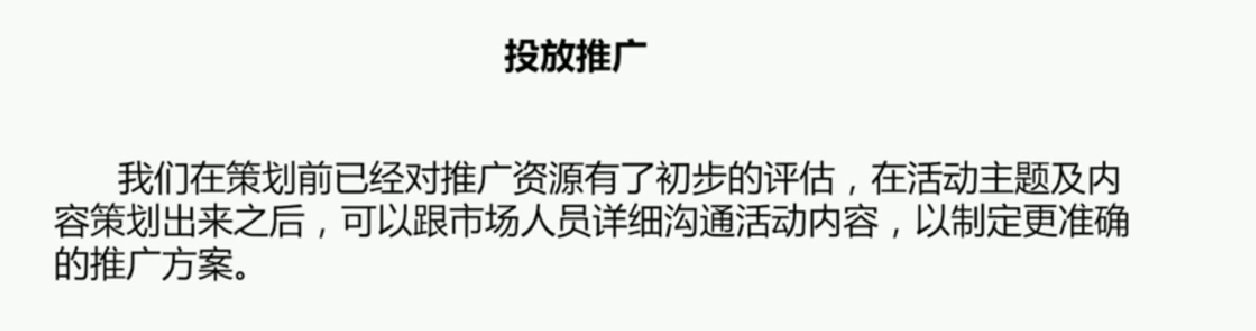 投放推广
我们在策划前已经对推广资源有了初步的评估，在活动主题及内
容策划出来之后，可以跟市场人员详细沟通活动内容，以制定更准确
的推广方案。